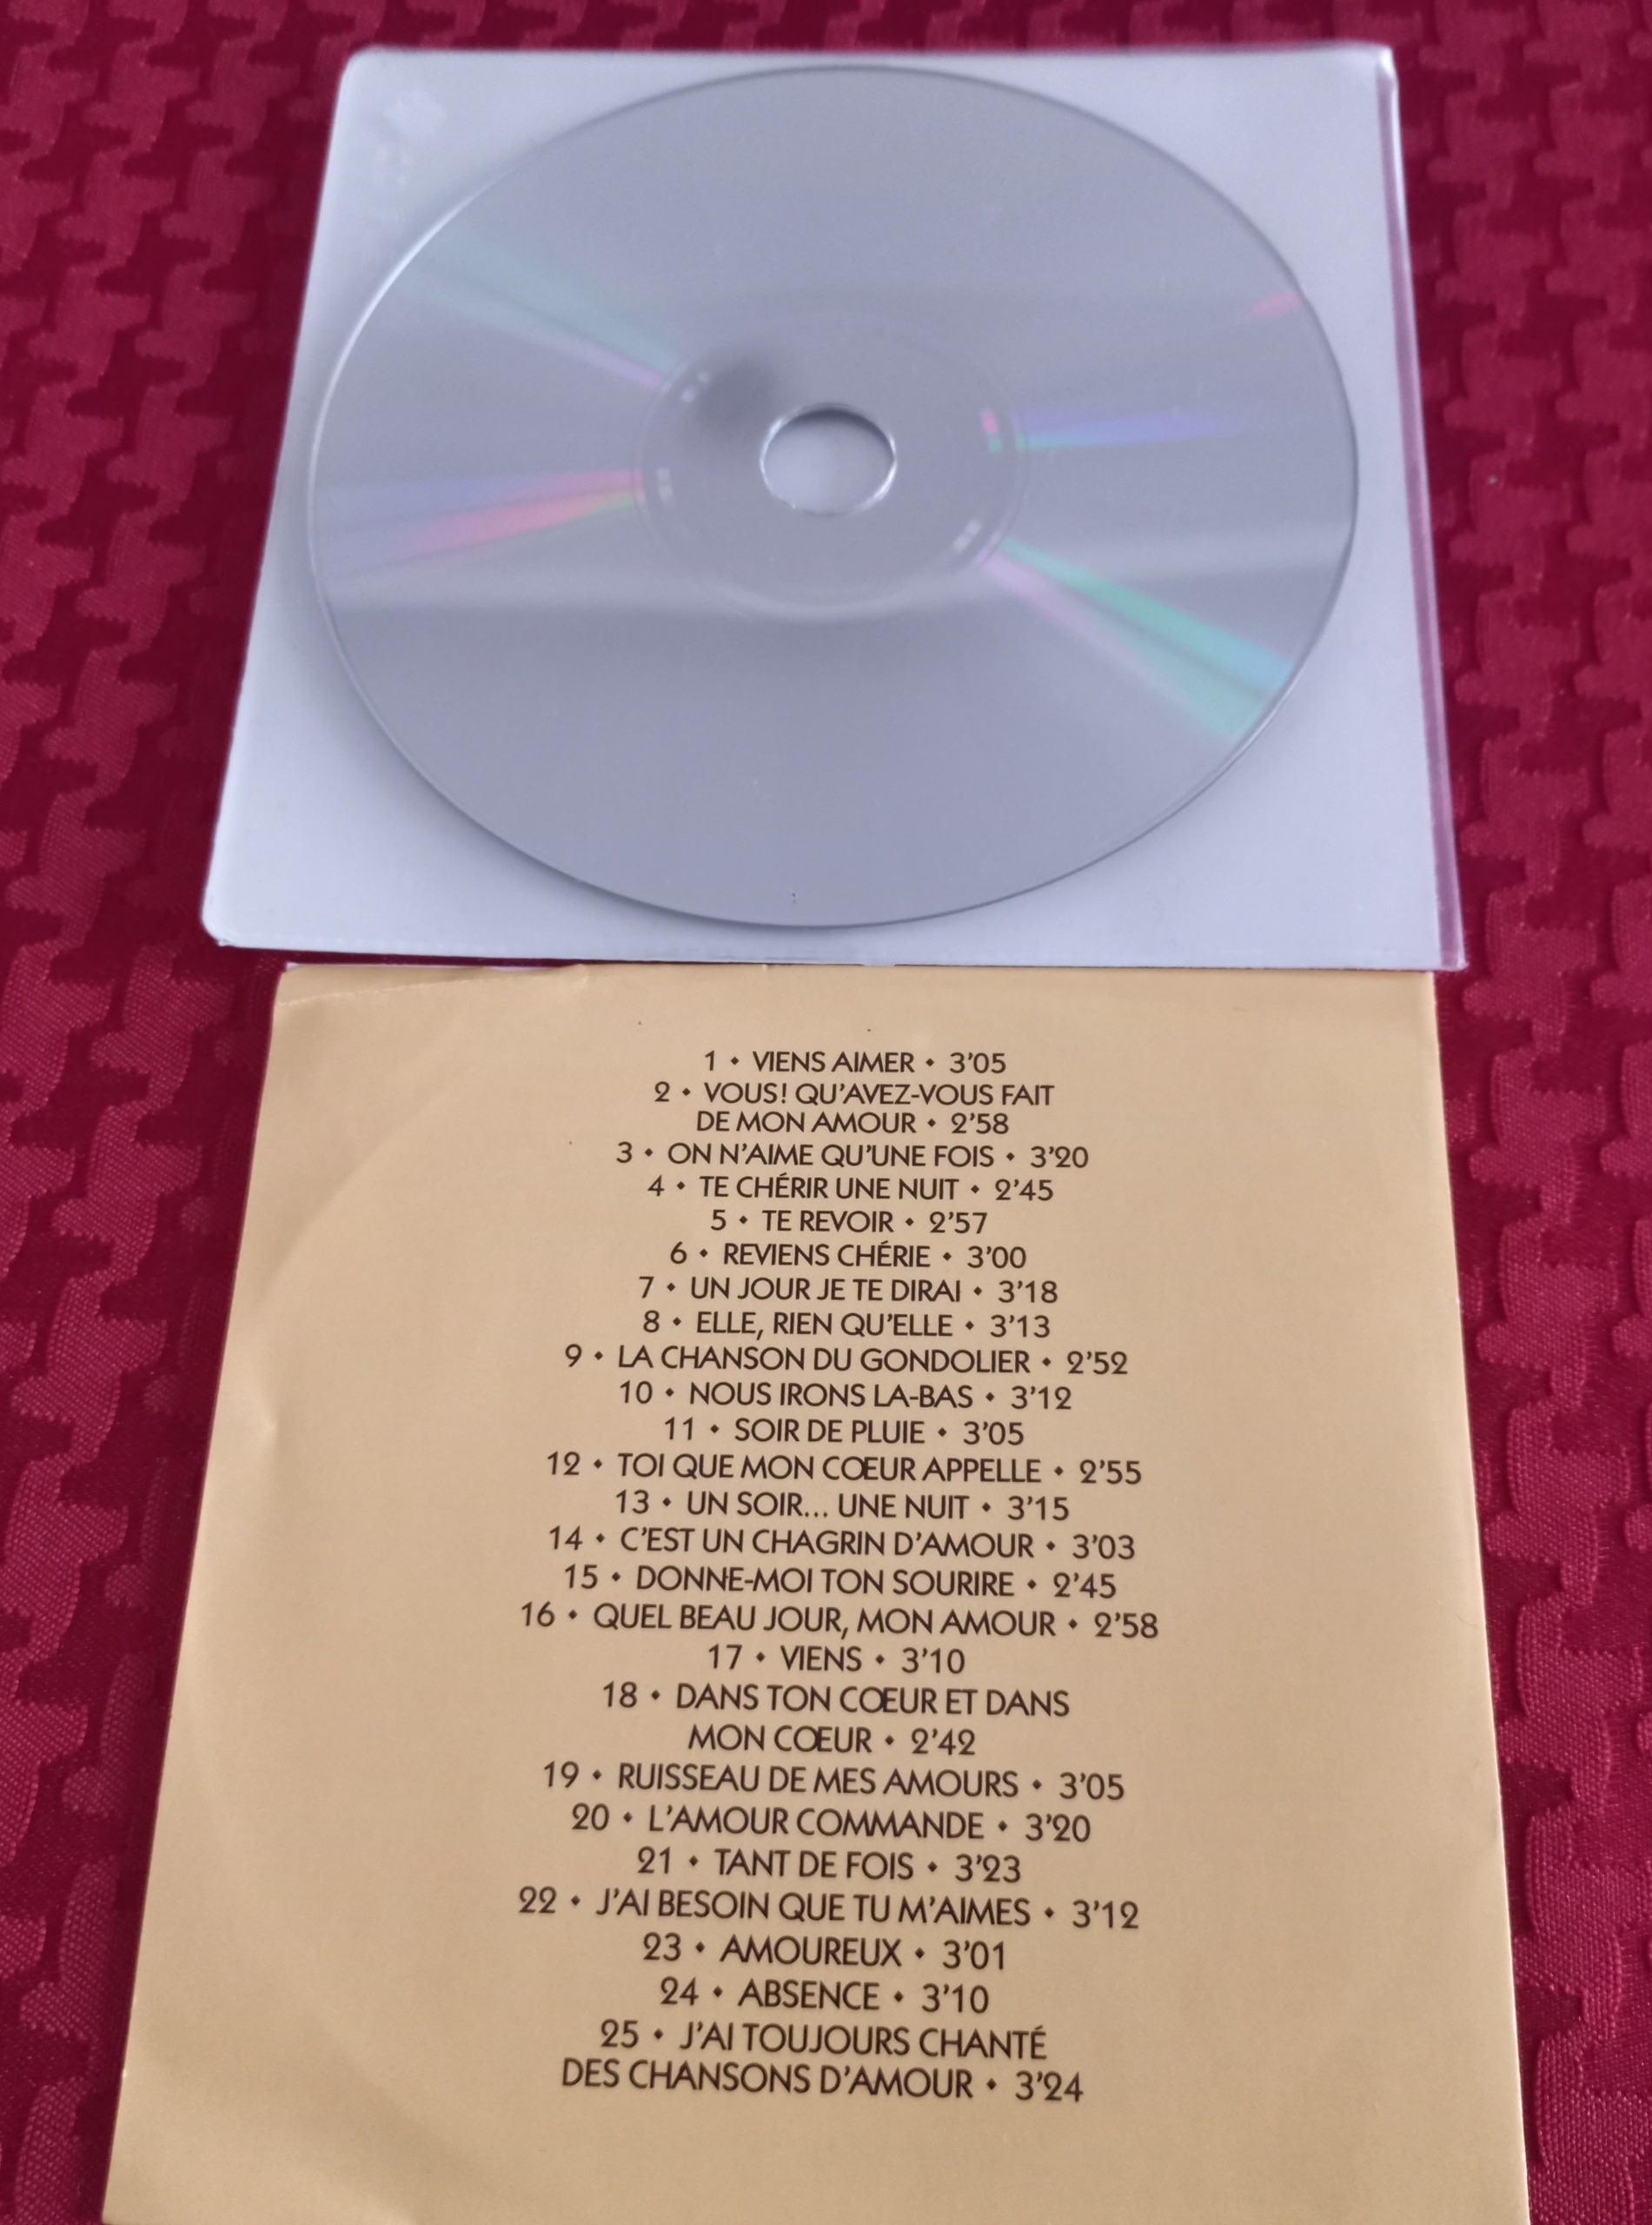 1 • VIENS AIMER • 3'05
2 • VOUS! QU'AVEZ-VOUS FAIT
DE MON AMOUR • 2'58
3 • ON N'AIME QU'UNE FOIS • 3'20
4 • TE CHÉRIR UNE NUIT • 2'45
5 • TE REVOIR • 2'57
6 • REVIENS CHÉRIE • 3'00
7 • UN JOUR JE TE DIRAI • 3'18
8 • ELLE, RIEN QU'ELLE • 3'13
9 • LA CHANSON DU GONDOLIER • 2'52
10 • NOUS IRONS LA-BAS • 3'12
11 • SOIR DE PLUIE • 3'05
12 • TOI QUE MON CŒUR APPELLE • 2'55
13 • UN SOIR... UNE NUIT • 3'15
14 • C'EST UN CHAGRIN D'AMOUR • 3'03
15 • DONNE-MOI TON SOURIRE • 2'45
16 • QUEL BEAU JOUR, MON AMOUR • 2'58
17 • VIENS • 3'10
18 • DANS TON CŒUR ET DANS
MON CŒUR • 2'42
19 • RUISSEAU DE MES AMOURS • 3'05
20 • L'AMOUR COMMANDE • 3'20
21 • TANT DE FOIS • 3'23
22 • J'AI BESOIN QUE TU M'AIMES • 3'12
23 • AMOUREUX • 3'01
24 • ABSENCE • 3'10
25 • J'AI TOUJOURS CHANTÉ
DES CHANSONS D'AMOUR • 3'24